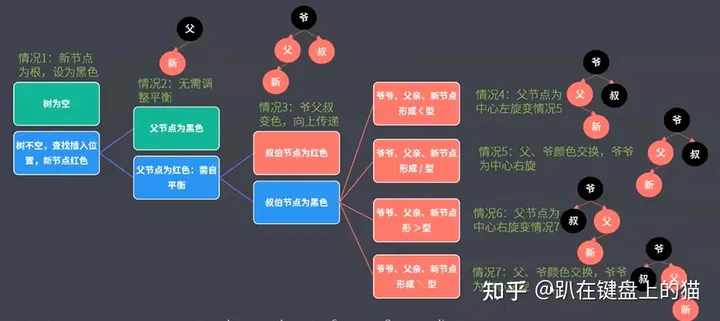 情况1：新节点
为根，设为黑色
树为空
树不空，查找插入位
置，新节点红色
父
新
情况2：无需调
整平衡
父节点为黑色
父节点为红色：需自
平衡
爷
父
叔
新
情况3：爷父叔
变色，向上传递
叔伯节点为红色
叔伯节点为黑色
爷爷、父亲、新节点
形成＜型
爷爷、父亲、新节点
形成 / 型
爷爷、父亲、新节点
形 ＞型
爷爷、父亲、新节点
形成 \ 型
情况4：父节点为
中心左旋变情况5
爷
父
叔
新
情况5：父、爷颜色交换，爷爷
为中心右旋
爷
父
叔
新
情况6：父节点为
中心右旋变情况7
爷
叔
父
新
情况7：父、爷颜色交换，爷爷
为
爷
叔
父
新
知乎 @趴在键盘上的猫